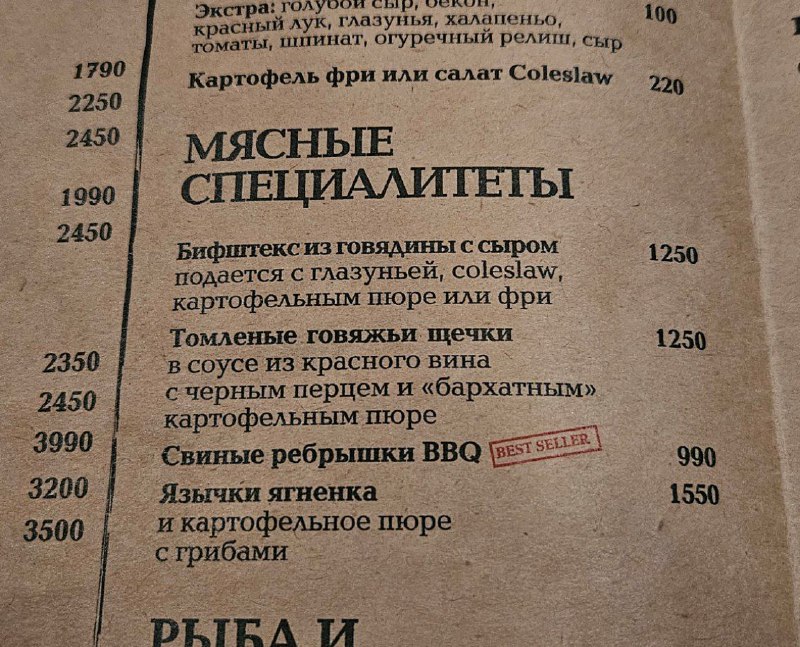 Экстра: голубой сыр, бекон,
красный лук, глазунья, халапеньо, 100
томаты, шпинат, огуречный релиш, сыр
Картофель фри или салат Coleslaw 220
1790
2250
2450
1990
2450
2350
2450
3990
3200
3500
МЯСНЫЕ
СПЕЦИАЛИТЕТЫ
Бифштекс из говядины с сыром 1250
подается с глазуньей, coleslaw,
картофельным пюре или фри
Томленые говяжьи щечки 1250
в соусе из красного вина
с черным перцем и «бархатным»
картофельным пюре
Свиные ребрышки BBQ BEST SELLER 990
Язычки ягненка 1550
и картофельное пюре
с грибами
РЫБА И